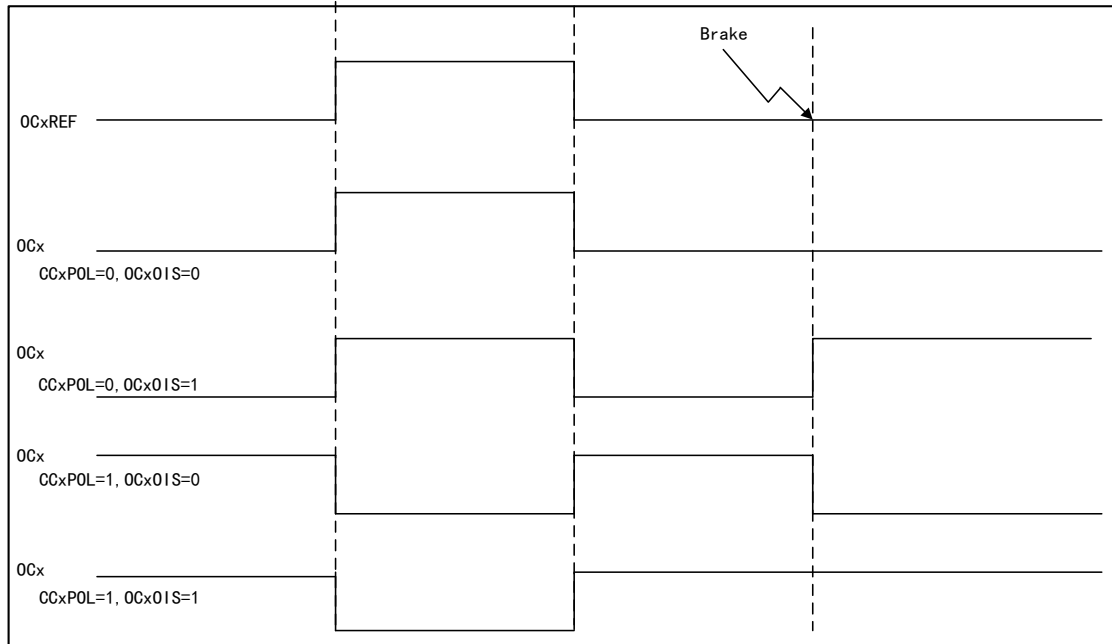 Brake
OCxREF
OCx
CCxPOL=0, OCxOIS=0
OCx
CCxPOL=0, OCxOIS=1
OCx
CCxPOL=1, OCxOIS=0
OCx
CCxPOL=1, OCxOIS=1